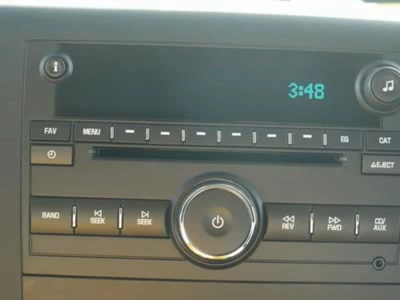 3:48
FAV MENU EQ CAT
EJECT
BAND SEEK SEEK REV FWD CD/
AUX